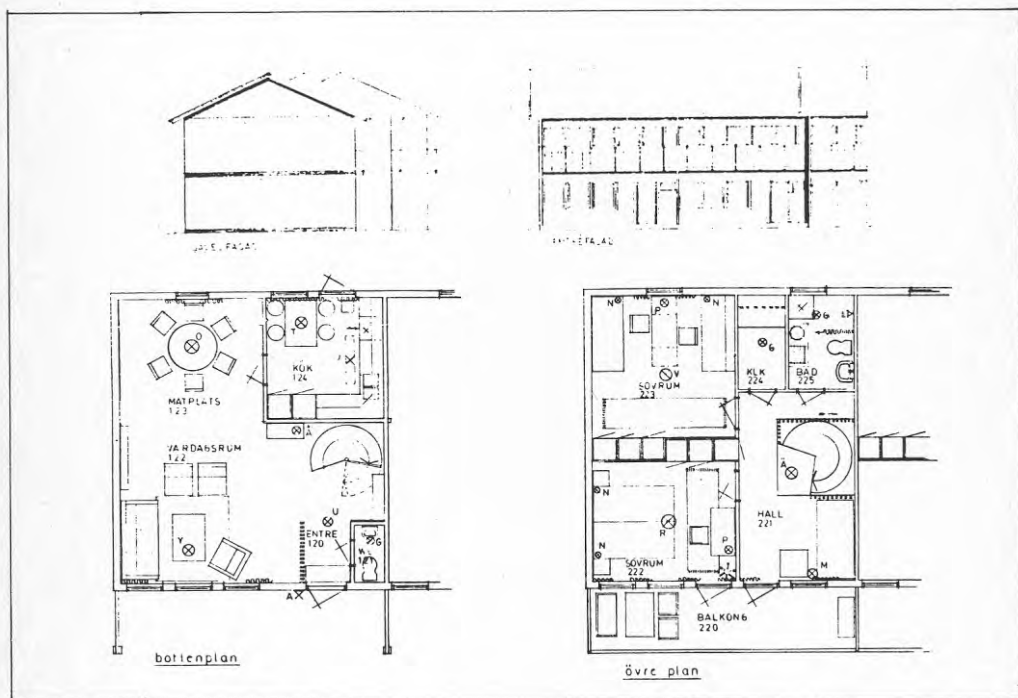 O
T
KÖK
124
MATPLATS
123
Å
VARDAGSRUM
122
U
ENTRE
120
G
Y
A
bottenplan
N
P
N
G
G
V
SOVRUM
223
KLK
224
BAD
225
Å
N
R
HALL
221
N
P
T
SOVRUM
222
M
BALKONG
220
övre plan